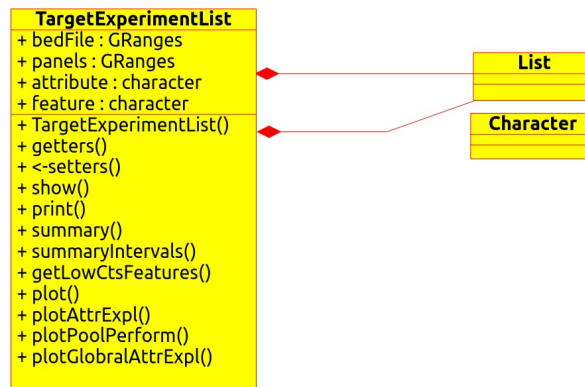 TargetExperimentList
+ bedFile : GRanges
+ panels : GRanges
+ attribute : character
+ feature : character
+ TargetExperimentList()
+ getters()
+ <-setters()
+ show()
+ print()
+ summary()
+ summaryIntervals()
+ getLowCtsFeatures()
+ plot()
+ plotAttrExpl()
+ plotPoolPerform()
+ plotGlobralAttrExpl()
List
Character